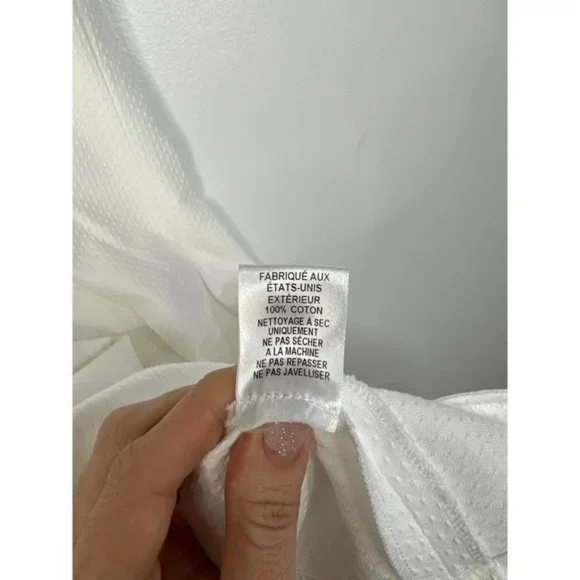 FABRIQUÉ AUX
ÉTATS-UNIS
EXTÉRIEUR
100% COTON
NETTOYAGE À SEC
UNIQUEMENT
NE PAS SÉCHER
A LA MACHINE
NE PAS REPASSER
NE PAS JAVELLISER